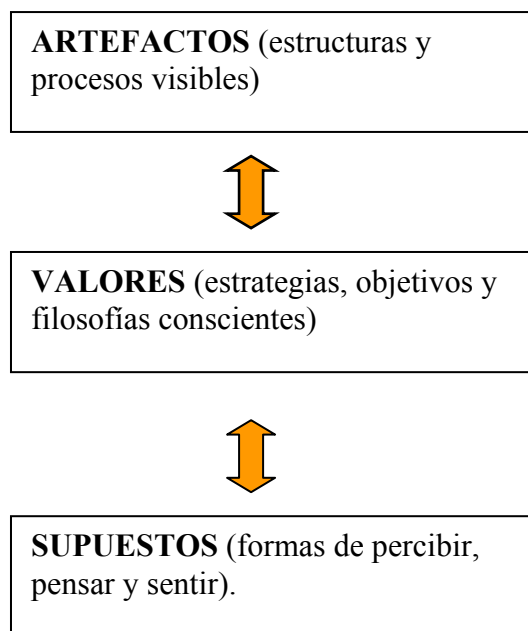 ARTEFACTOS (estructuras y
procesos visibles)
VALORES (estrategias, objetivos y
filosofías conscientes)
SUPUESTOS (formas de percibir,
pensar y sentir).